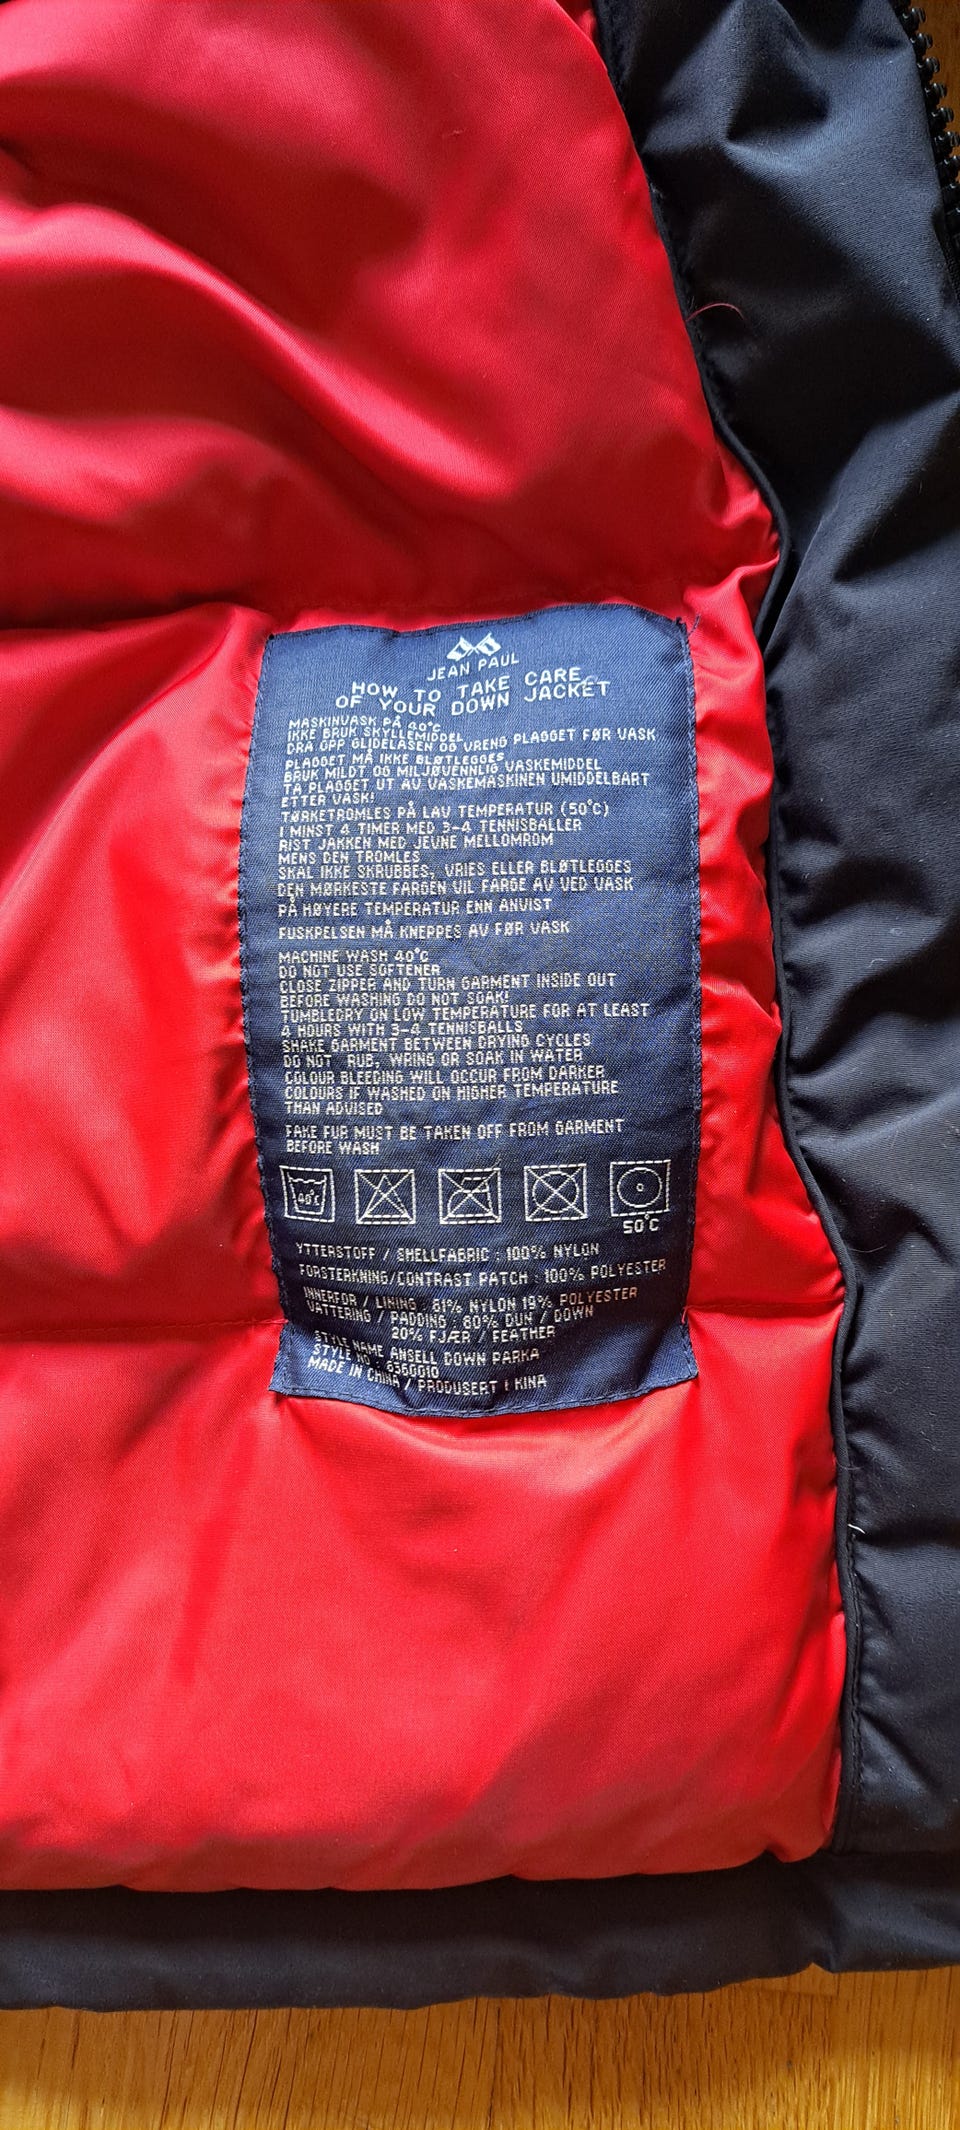 JEAN PAUL
HOW TO TAKE CARE
OF YOUR DOWN JACKET
MASKINVASK PÅ 40°C
IKKE BRUK SKYLLEMIDDEL
DRA OPP GLIDELÅSEN OG VRENG PLAGGET FØR VASK
PLAGGET MÅ IKKE BLØTLEGGES
BRUK MILDT OG MILJØVENNLIG VASKEMIDDEL
TA PLAGGET UT AV VASKEMASKINEN UMIDDELBART
ETTER VASK!
TØRKETROMLES PÅ LAV TEMPERATUR (50°C)
I MINST 4 TIMER MED 3-4 TENNISBALLER
RIST JAKKEN MED JEVNE MELLOMROM
MENS DEN TROMLES
SKAL IKKE SKRUBBES, VRIES ELLER BLØTLEGGES
DEN MØRKESTE FARGEN VIL FARGE AV VED VASK
PÅ HØYERE TEMPERATUR ENN ANVIST
FUSKPELSEN MÅ KNEPPES AV FØR VASK
MACHINE WASH 40°C
DO NOT USE SOFTENER
CLOSE ZIPPER AND TURN GARMENT INSIDE OUT
BEFORE WASHING DO NOT SOAK!
TUMBLEDRY ON LOW TEMPERATURE FOR AT LEAST
4 HOURS WITH 3-4 TENNISBALLS
SHAKE GARMENT BETWEEN DRYING CYCLES
DO NOT RUB, WRING OR SOAK IN WATER
COLOUR BLEEDING WILL OCCUR FROM DARKER
COLOURS IF WASHED ON HIGHER TEMPERATURE
THAN ADVISED
FAKE FUR MUST BE TAKEN OFF FROM GARMENT
BEFORE WASH
40°C
50°C
YTTERSTOFF / SHELLFABRIC : 100% NYLON
FORSTERKNING/CONTRAST PATCH : 100% POLYESTER
INNERFOR / LINING : 81% NYLON 19% POLYESTER
VATTERING / PADDING : 80% DUN / DOWN
20% FJÆR / FEATHER
STYLE NAME ANSELL DOWN PARKA
STYLE NO : 9360010
MADE IN CHINA / PRODUSERT I KINA